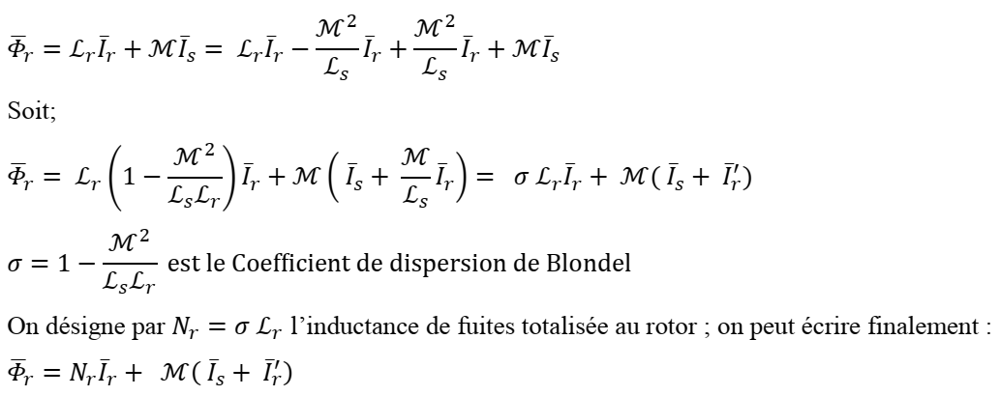 $\bar{\Phi}_r = \mathcal{L}_r \bar{I}_r + \mathcal{M}\bar{I}_s = \mathcal{L}_r \bar{I}_r - \frac{\mathcal{M}^2}{\mathcal{L}_s} \bar{I}_r + \frac{\mathcal{M}^2}{\mathcal{L}_s} \bar{I}_r + \mathcal{M}\bar{I}_s$
Soit;
$\bar{\Phi}_r = \mathcal{L}_r \left(1 - \frac{\mathcal{M}^2}{\mathcal{L}_s \mathcal{L}_r}\right) \bar{I}_r + \mathcal{M} \left(\bar{I}_s + \frac{\mathcal{M}}{\mathcal{L}_s} \bar{I}_r\right) = \sigma \mathcal{L}_r \bar{I}_r + \mathcal{M}(\bar{I}_s + \bar{I}_r')$
$\sigma = 1 - \frac{\mathcal{M}^2}{\mathcal{L}_s \mathcal{L}_r}$ est le Coefficient de dispersion de Blondel
On désigne par $N_r = \sigma \mathcal{L}_r$ l’inductance de fuites totalisée au rotor ; on peut écrire finalement :
$\bar{\Phi}_r = N_r \bar{I}_r + \mathcal{M}(\bar{I}_s + \bar{I}_r')$